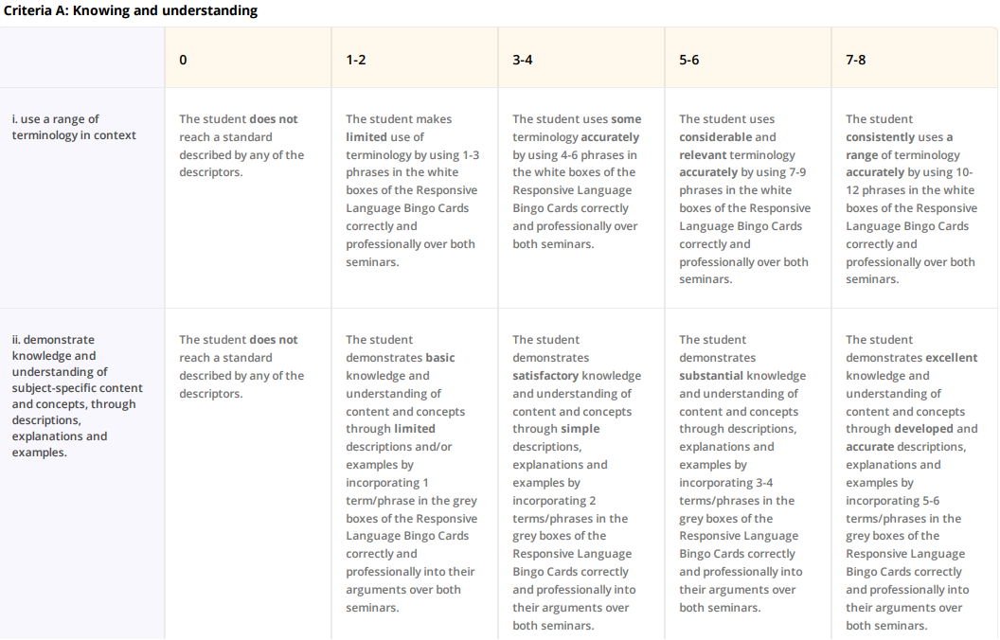 Criteria A: Knowing and understanding
0
1-2
3-4
5-6
7-8
i. use a range of
terminology in context
The student does not
reach a standard
described by any of the
descriptors.
The student makes
limited use of
terminology by using 1-3
phrases in the white
boxes of the Responsive
Language Bingo Cards
correctly and
professionally over both
seminars.
The student uses some
terminology accurately
by using 4-6 phrases in
the white boxes of the
Responsive Language
Bingo Cards correctly
and professionally over
both seminars.
The student uses
considerable and
relevant terminology
accurately by using 7-9
phrases in the white
boxes of the Responsive
Language Bingo Cards
correctly and
professionally over both
seminars.
The student
consistently uses a
range of terminology
accurately by using 10-
12 phrases in the white
boxes of the Responsive
Language Bingo Cards
correctly and
professionally over both
seminars.
ii. demonstrate
knowledge and
understanding of
subject-specific content
and concepts, through
descriptions,
explanations and
examples.
The student does not
reach a standard
described by any of the
descriptors.
The student
demonstrates basic
knowledge and
understanding of
content and concepts
through limited
descriptions and/or
examples by
incorporating 1
term/phrase in the grey
boxes of the Responsive
Language Bingo Cards
correctly and
professionally into their
arguments over both
seminars.
The student
demonstrates
satisfactory knowledge
and understanding of
content and concepts
through simple
descriptions,
explanations and
examples by
incorporating 2
terms/phrases in the
grey boxes of the
Responsive Language
Bingo Cards correctly
and professionally into
their arguments over
both seminars.
The student
demonstrates
substantial knowledge
and understanding of
content and concepts
through descriptions,
explanations and
examples by
incorporating 3-4
terms/phrases in the
grey boxes of the
Responsive Language
Bingo Cards correctly
and professionally into
their arguments over
both seminars.
The student
demonstrates excellent
knowledge and
understanding of
content and concepts
through developed and
accurate descriptions,
explanations and
examples by
incorporating 5-6
terms/phrases in the
grey boxes of the
Responsive Language
Bingo Cards correctly
and professionally into
their arguments over
both seminars.